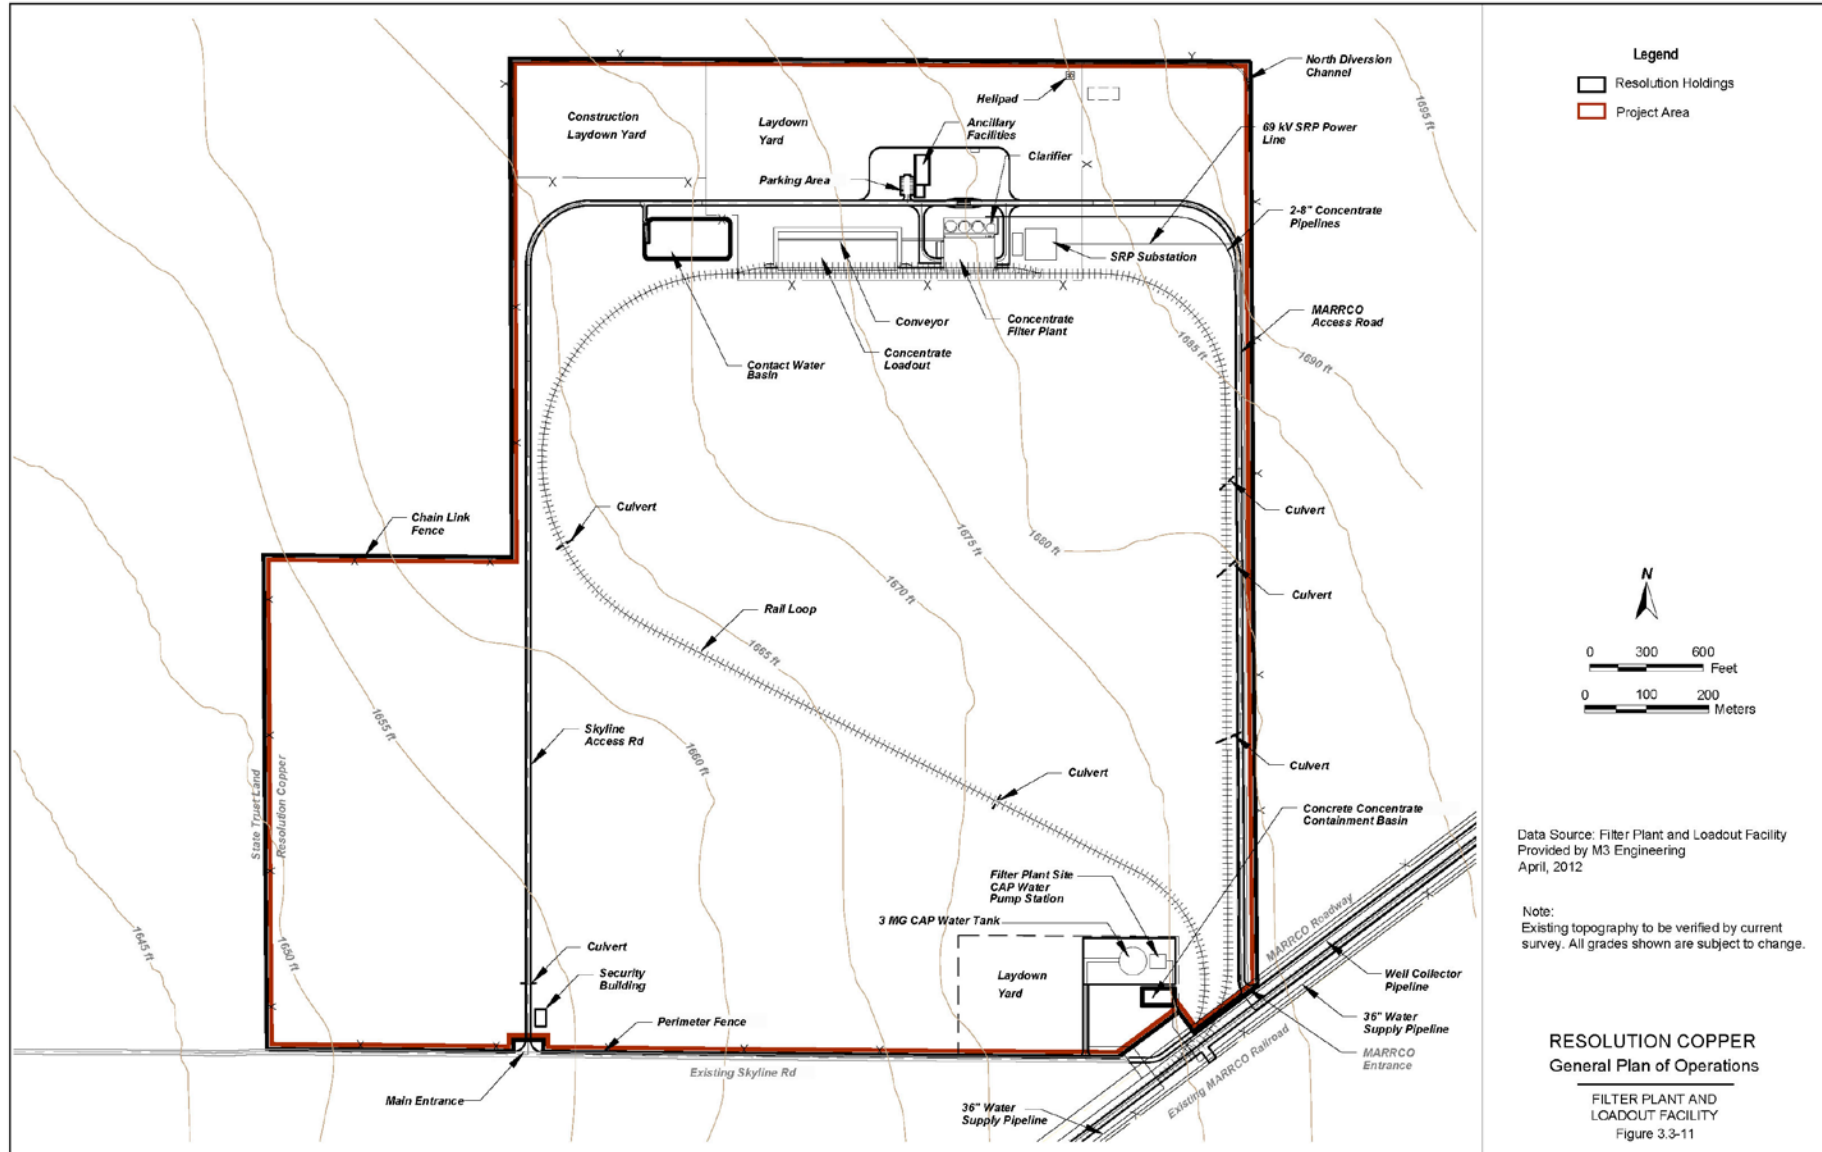 North Diversion
Channel
Helipad
Construction
Laydown Yard
Laydown
Yard
Ancillary
Facilities
69 kV SRP Power
Line
1695 ft
Clarifier
Parking Area
2-8" Concentrate
Pipelines
SRP Substation
MARRCO
Access Road
Conveyor
Concentrate
Filter Plant
1685 ft
1690 ft
Concentrate
Loadout
Contact Water
Basin
Culvert
Culvert
Chain Link
Fence
1675 ft
1680 ft
1670 ft
Culvert
Rail Loop
1665 ft
1655 ft
Skyline
Access Rd
1660 ft
Culvert
Culvert
State Trust Land
Resolution Copper
Concrete Concentrate
Containment Basin
Filter Plant Site
CAP Water
Pump Station
3 MG CAP Water Tank
MARRCO Roadway
1645 ft
1650 ft
Culvert
Security
Building
Laydown
Yard
Well Collector
Pipeline
Perimeter Fence
36" Water
Supply Pipeline
MARRCO
Entrance
Existing Skyline Rd
Existing MARRCO Railroad
Main Entrance
36" Water
Supply Pipeline
Legend
Resolution Holdings
Project Area
N
0 300 600
Feet
0 100 200
Meters
Data Source: Filter Plant and Loadout Facility
Provided by M3 Engineering
April, 2012
Note:
Existing topography to be verified by current
survey. All grades shown are subject to change.
RESOLUTION COPPER
General Plan of Operations
FILTER PLANT AND
LOADOUT FACILITY
Figure 3.3-11